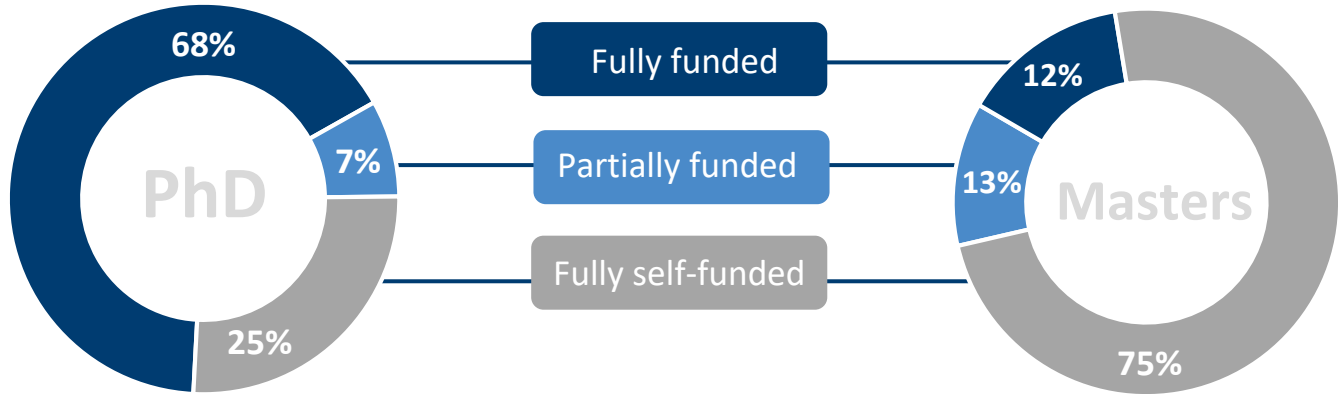 68%
Fully funded
12%
7%
Partially funded
13%
PhD
Masters
Fully self-funded
25%
75%